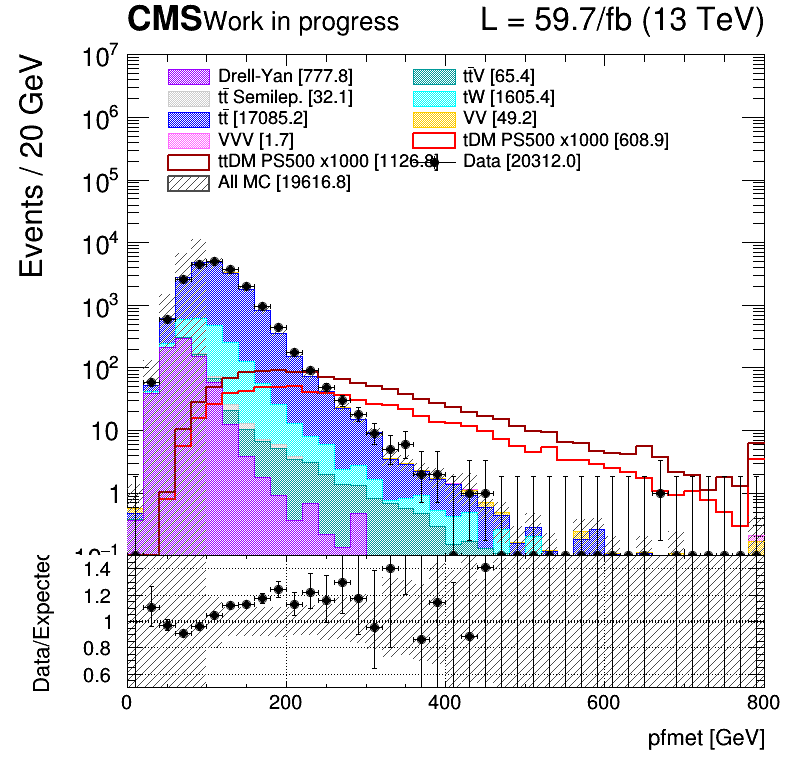 CMS Work in progress L = 59.7/fb (13 TeV)
Events / 20 GeV
10⁷
10⁶
10⁵
10⁴
10³
10²
10
1
10⁻¹
Drell-Yan [777.8]
tt̄V [65.4]
tt̄ Semilep. [32.1]
tW [1605.4]
tt̄ [17085.2]
VV [49.2]
VVV [1.7]
tDM PS500 x1000 [608.9]
ttDM PS500 x1000 [1126.8]
Data [20312.0]
All MC [19616.8]
Data/Expected
1.4
1.2
1
0.8
0.6
0 200 400 600 800
pfmet [GeV]